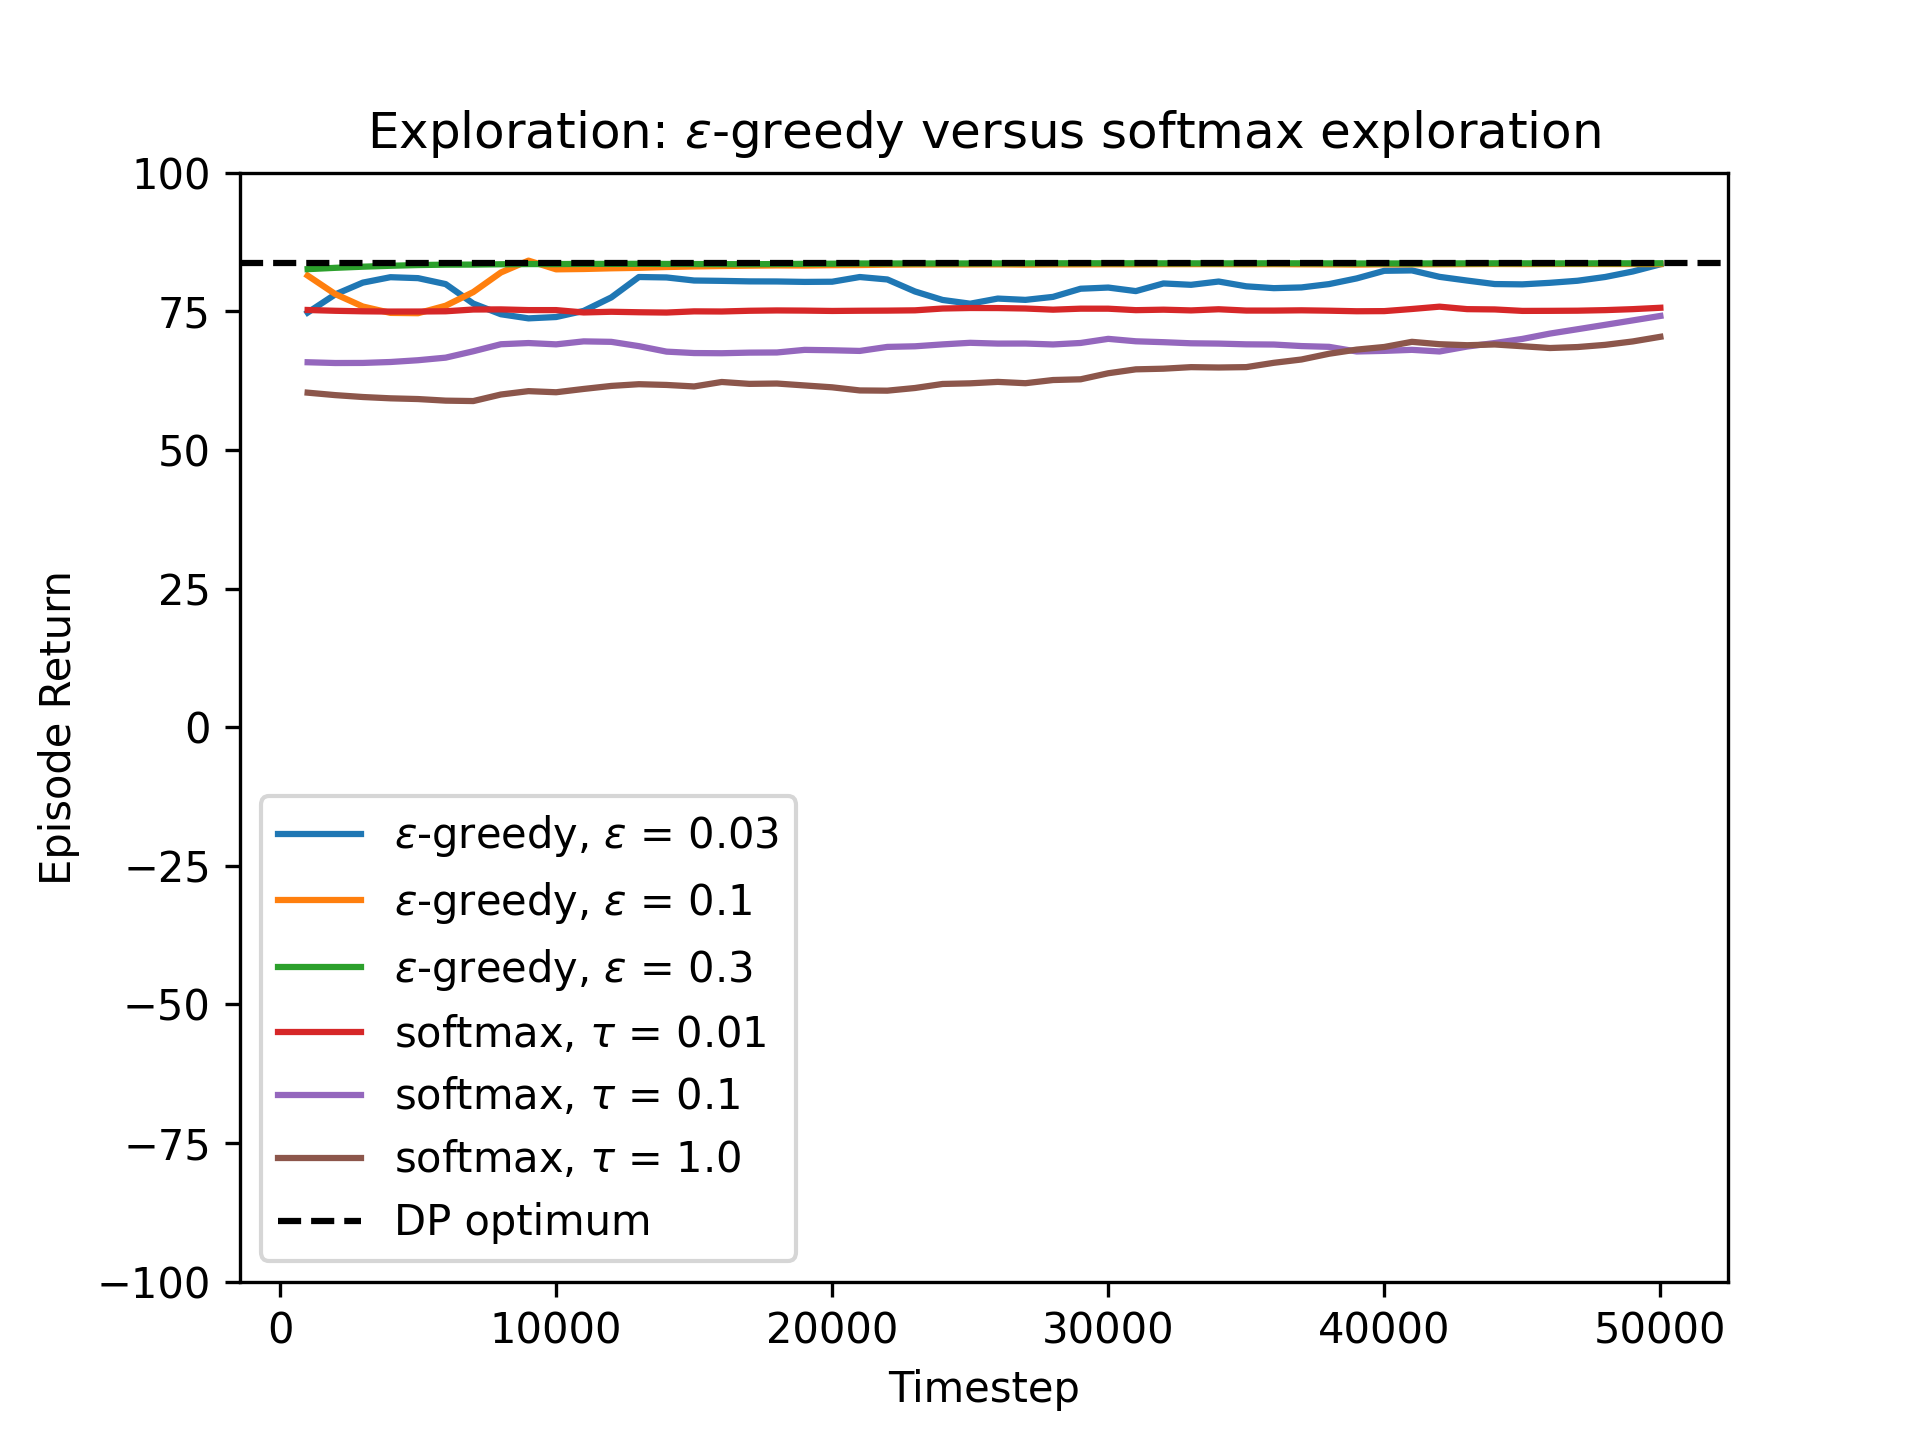 Exploration: ε-greedy versus softmax exploration
100
75
50
25
0
−25
−50
−75
−100
Episode Return
ε-greedy, ε = 0.03
ε-greedy, ε = 0.1
ε-greedy, ε = 0.3
softmax, τ = 0.01
softmax, τ = 0.1
softmax, τ = 1.0
DP optimum
0 10000 20000 30000 40000 50000
Timestep